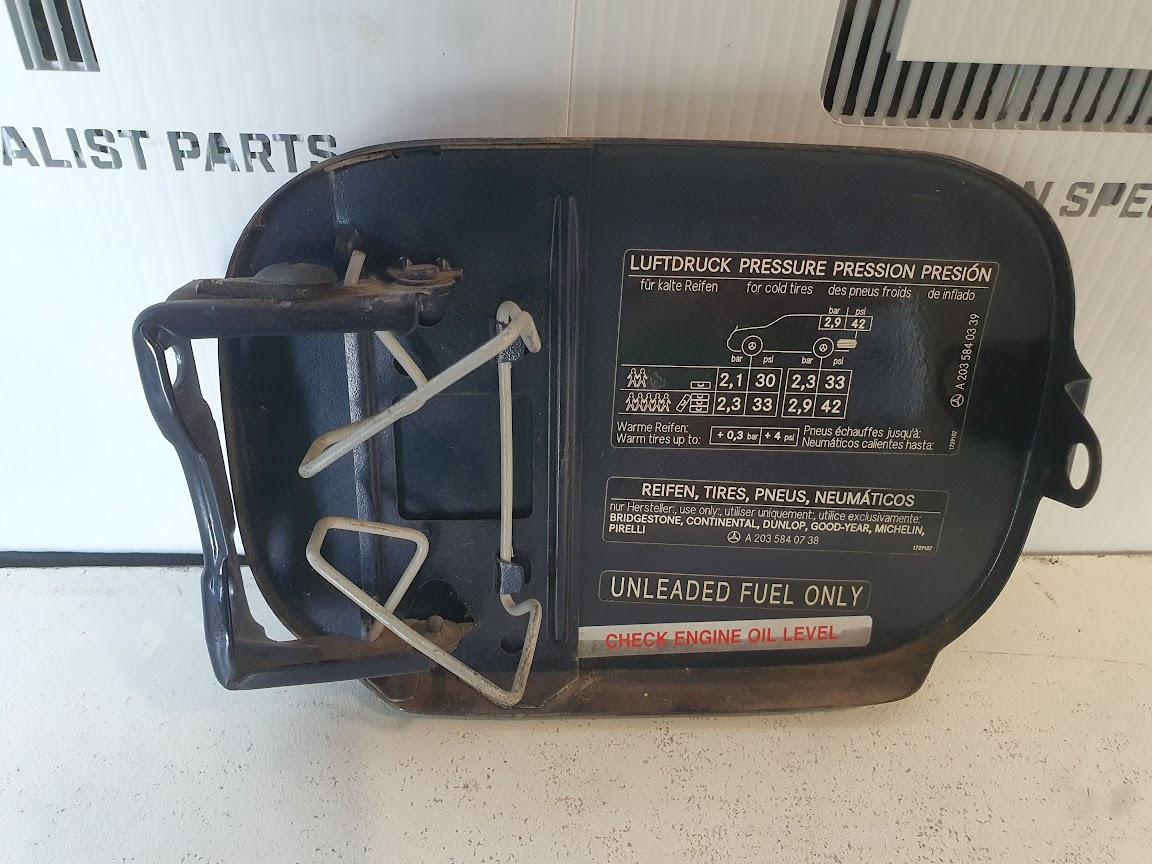 ALIST PARTS
N SPEC
LUFTDRUCK PRESSURE PRESSION PRESIÓN
für kalte Reifen for cold tires des pneus froids de inflado
bar psi
2,9 42
bar psi bar psi
2,1 30 2,3 33
2,3 33 2,9 42
Warme Reifen: Pneus échauffes jusqu'à:
Warm tires up to: + 0,3 bar + 4 psi Neumáticos calientes hasta:
A 203 584 03 39
1729107
REIFEN, TIRES, PNEUS, NEUMÁTICOS
nur Hersteller:, use only:, utiliser uniquement:, utilice exclusivamente:
BRIDGESTONE, CONTINENTAL, DUNLOP, GOOD-YEAR, MICHELIN,
PIRELLI
A 203 584 07 38
1729107
UNLEADED FUEL ONLY
CHECK ENGINE OIL LEVEL